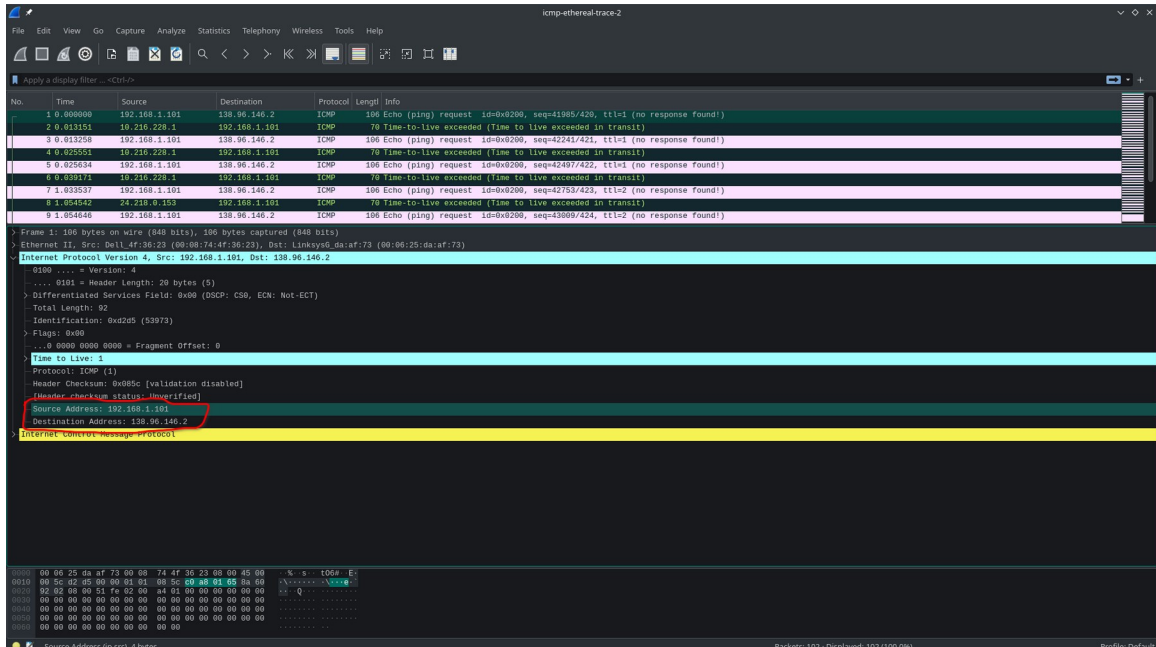 icmp-ethereal-trace-2
File Edit View Go Capture Analyze Statistics Telephony Wireless Tools Help
Apply a display filter ... <Ctrl-/>
No. Time Source Destination Protocol Lengtl Info
1 0.000000 192.168.1.101 138.96.146.2 ICMP 106 Echo (ping) request id=0x0200, seq=41985/420, ttl=1 (no response found!)
2 0.013151 10.216.228.1 192.168.1.101 ICMP 70 Time-to-live exceeded (Time to live exceeded in transit)
3 0.013258 192.168.1.101 138.96.146.2 ICMP 106 Echo (ping) request id=0x0200, seq=42241/421, ttl=1 (no response found!)
4 0.025551 10.216.228.1 192.168.1.101 ICMP 70 Time-to-live exceeded (Time to live exceeded in transit)
5 0.025634 192.168.1.101 138.96.146.2 ICMP 106 Echo (ping) request id=0x0200, seq=42497/422, ttl=1 (no response found!)
6 0.039171 10.216.228.1 192.168.1.101 ICMP 70 Time-to-live exceeded (Time to live exceeded in transit)
7 1.033537 192.168.1.101 138.96.146.2 ICMP 106 Echo (ping) request id=0x0200, seq=42753/423, ttl=2 (no response found!)
8 1.054542 24.218.0.153 192.168.1.101 ICMP 70 Time-to-live exceeded (Time to live exceeded in transit)
9 1.054646 192.168.1.101 138.96.146.2 ICMP 106 Echo (ping) request id=0x0200, seq=43009/424, ttl=2 (no response found!)
Frame 1: 106 bytes on wire (848 bits), 106 bytes captured (848 bits)
Ethernet II, Src: Dell_4f:36:23 (00:08:74:4f:36:23), Dst: LinksysG_da:af:73 (00:06:25:da:af:73)
Internet Protocol Version 4, Src: 192.168.1.101, Dst: 138.96.146.2
0100 .... = Version: 4
.... 0101 = Header Length: 20 bytes (5)
Differentiated Services Field: 0x00 (DSCP: CS0, ECN: Not-ECT)
Total Length: 92
Identification: 0xd2d5 (53973)
Flags: 0x00
...0 0000 0000 0000 = Fragment Offset: 0
Time to Live: 1
Protocol: ICMP (1)
Header Checksum: 0x085c [validation disabled]
[Header checksum status: Unverified]
Source Address: 192.168.1.101
Destination Address: 138.96.146.2
Internet Control Message Protocol
0000 00 06 25 da af 73 00 08 74 4f 36 23 08 00 45 00 ··%··s·· tO6#··E·
0010 00 5c d2 d5 00 00 01 01 08 5c c0 a8 01 65 8a 60 ·\······ ·\···e·`
0020 92 02 08 00 51 fe 02 00 a4 01 00 00 00 00 00 00 ····Q··· ········
0030 00 00 00 00 00 00 00 00 00 00 00 00 00 00 00 00 ········ ········
0040 00 00 00 00 00 00 00 00 00 00 00 00 00 00 00 00 ········ ········
0050 00 00 00 00 00 00 00 00 00 00 00 00 00 00 00 00 ········ ········
0060 00 00 00 00 00 00 00 00 00 00 ········ ··
Source Address (ip.src), 4 bytes Packets: 102 · Displayed: 102 (100.0%) Profile: Default